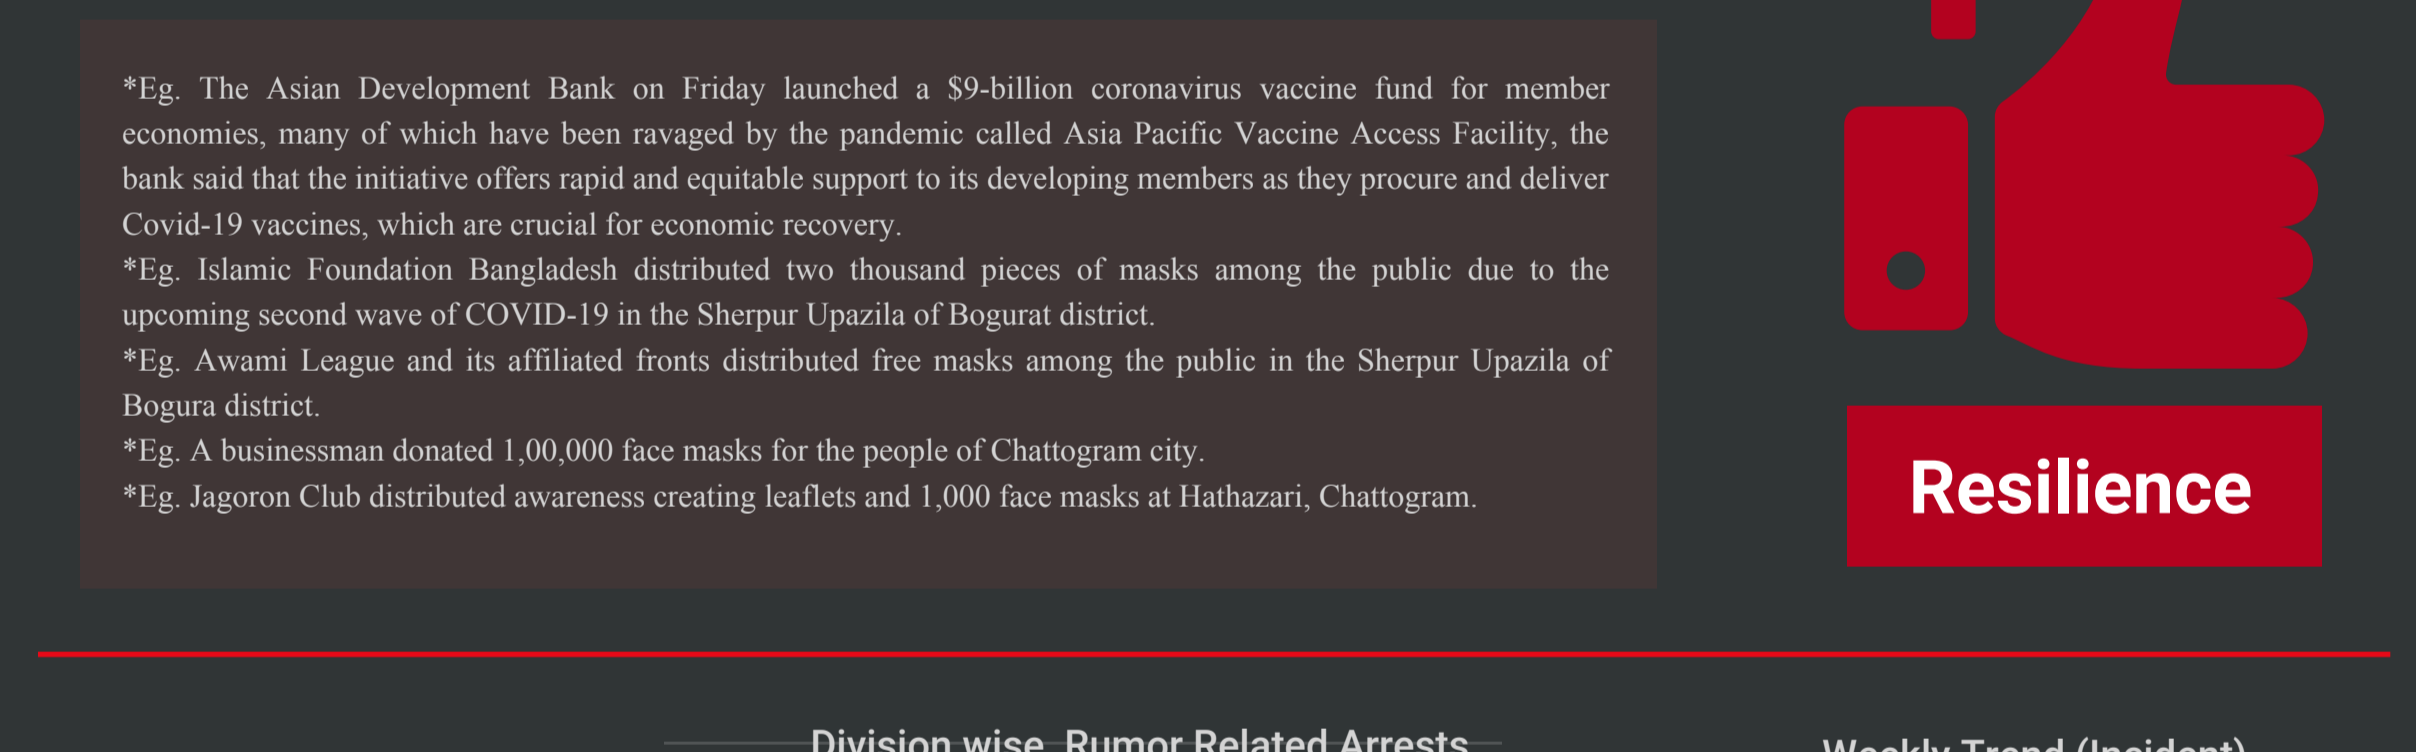 *Eg. The Asian Development Bank on Friday launched a $9-billion coronavirus vaccine fund for member
economies, many of which have been ravaged by the pandemic called Asia Pacific Vaccine Access Facility, the
bank said that the initiative offers rapid and equitable support to its developing members as they procure and deliver
Covid-19 vaccines, which are crucial for economic recovery.
*Eg. Islamic Foundation Bangladesh distributed two thousand pieces of masks among the public due to the
upcoming second wave of COVID-19 in the Sherpur Upazila of Bogurat district.
*Eg. Awami League and its affiliated fronts distributed free masks among the public in the Sherpur Upazila of
Bogura district.
*Eg. A businessman donated 1,00,000 face masks for the people of Chattogram city.
*Eg. Jagoron Club distributed awareness creating leaflets and 1,000 face masks at Hathazari, Chattogram.
Resilience
Division wise Rumor Related Arrests
Weekly Trend (Incident)